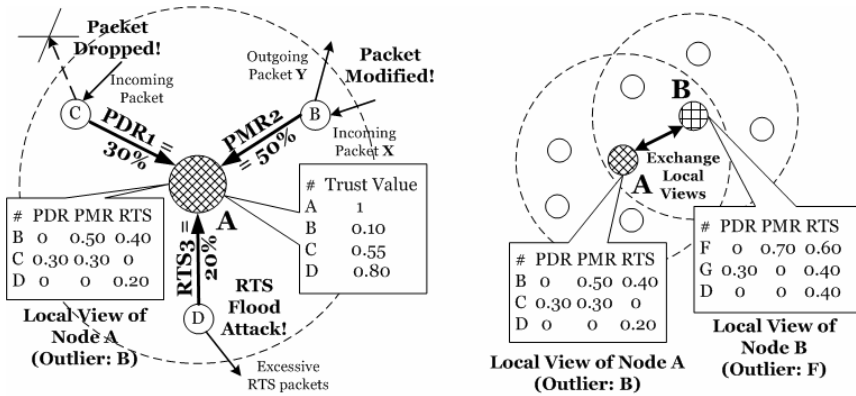 Packet
Dropped!
Incoming
Packet
C
PDR1 =
30%
Outgoing
Packet Y
Packet
Modified!
B
PMR2
= 50%
Incoming
Packet X
A
# PDR PMR RTS
B 0 0.50 0.40
C 0.30 0.30 0
D 0 0 0.20
Local View of
Node A
(Outlier: B)
# Trust Value
A 1
B 0.10
C 0.55
D 0.80
RTS3 =
20%
D
RTS
Flood
Attack!
Excessive
RTS packets
B
A
Exchange
Local
Views
# PDR PMR RTS
B 0 0.50 0.40
C 0.30 0.30 0
D 0 0 0.20
Local View of Node A
(Outlier: B)
# PDR PMR RTS
F 0 0.70 0.60
G 0.30 0 0.40
D 0 0 0.40
Local View of
Node B
(Outlier: F)